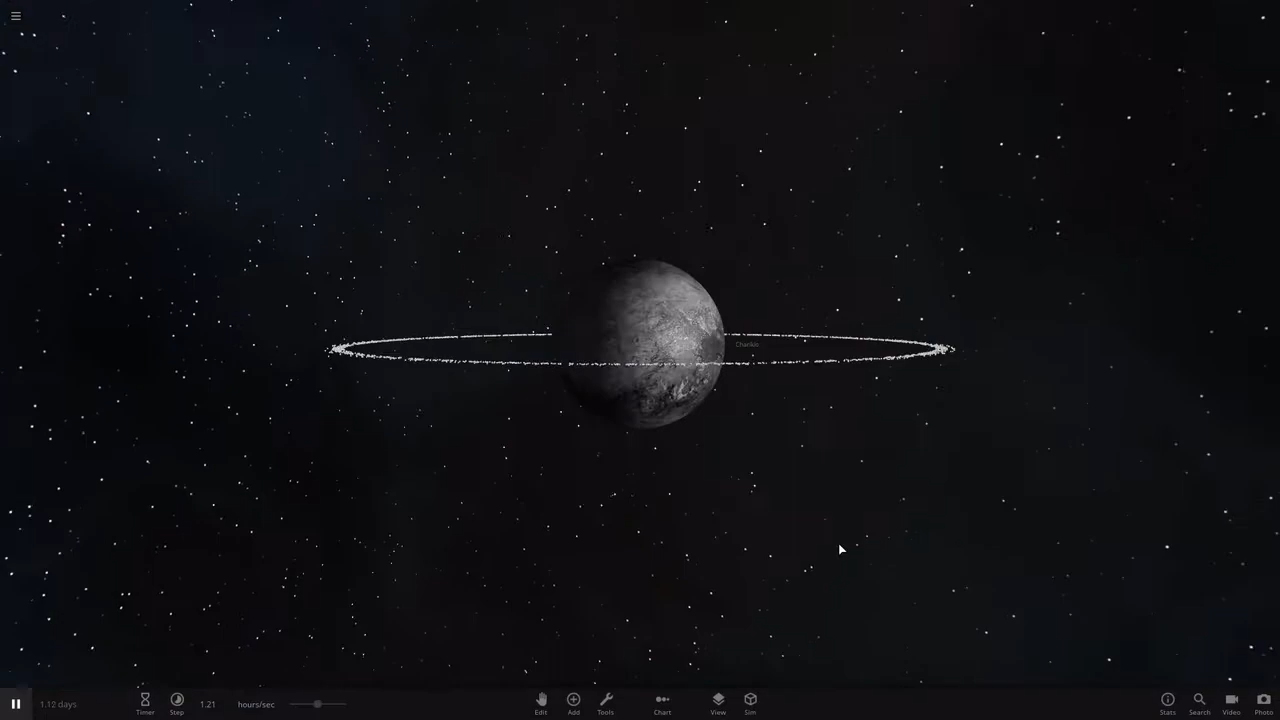 Chariklo
1.12 days
Timer
Step
1.21
hours/sec
Edit
Add
Tools
Chart
View
Sim
Stats
Search
Video
Photo